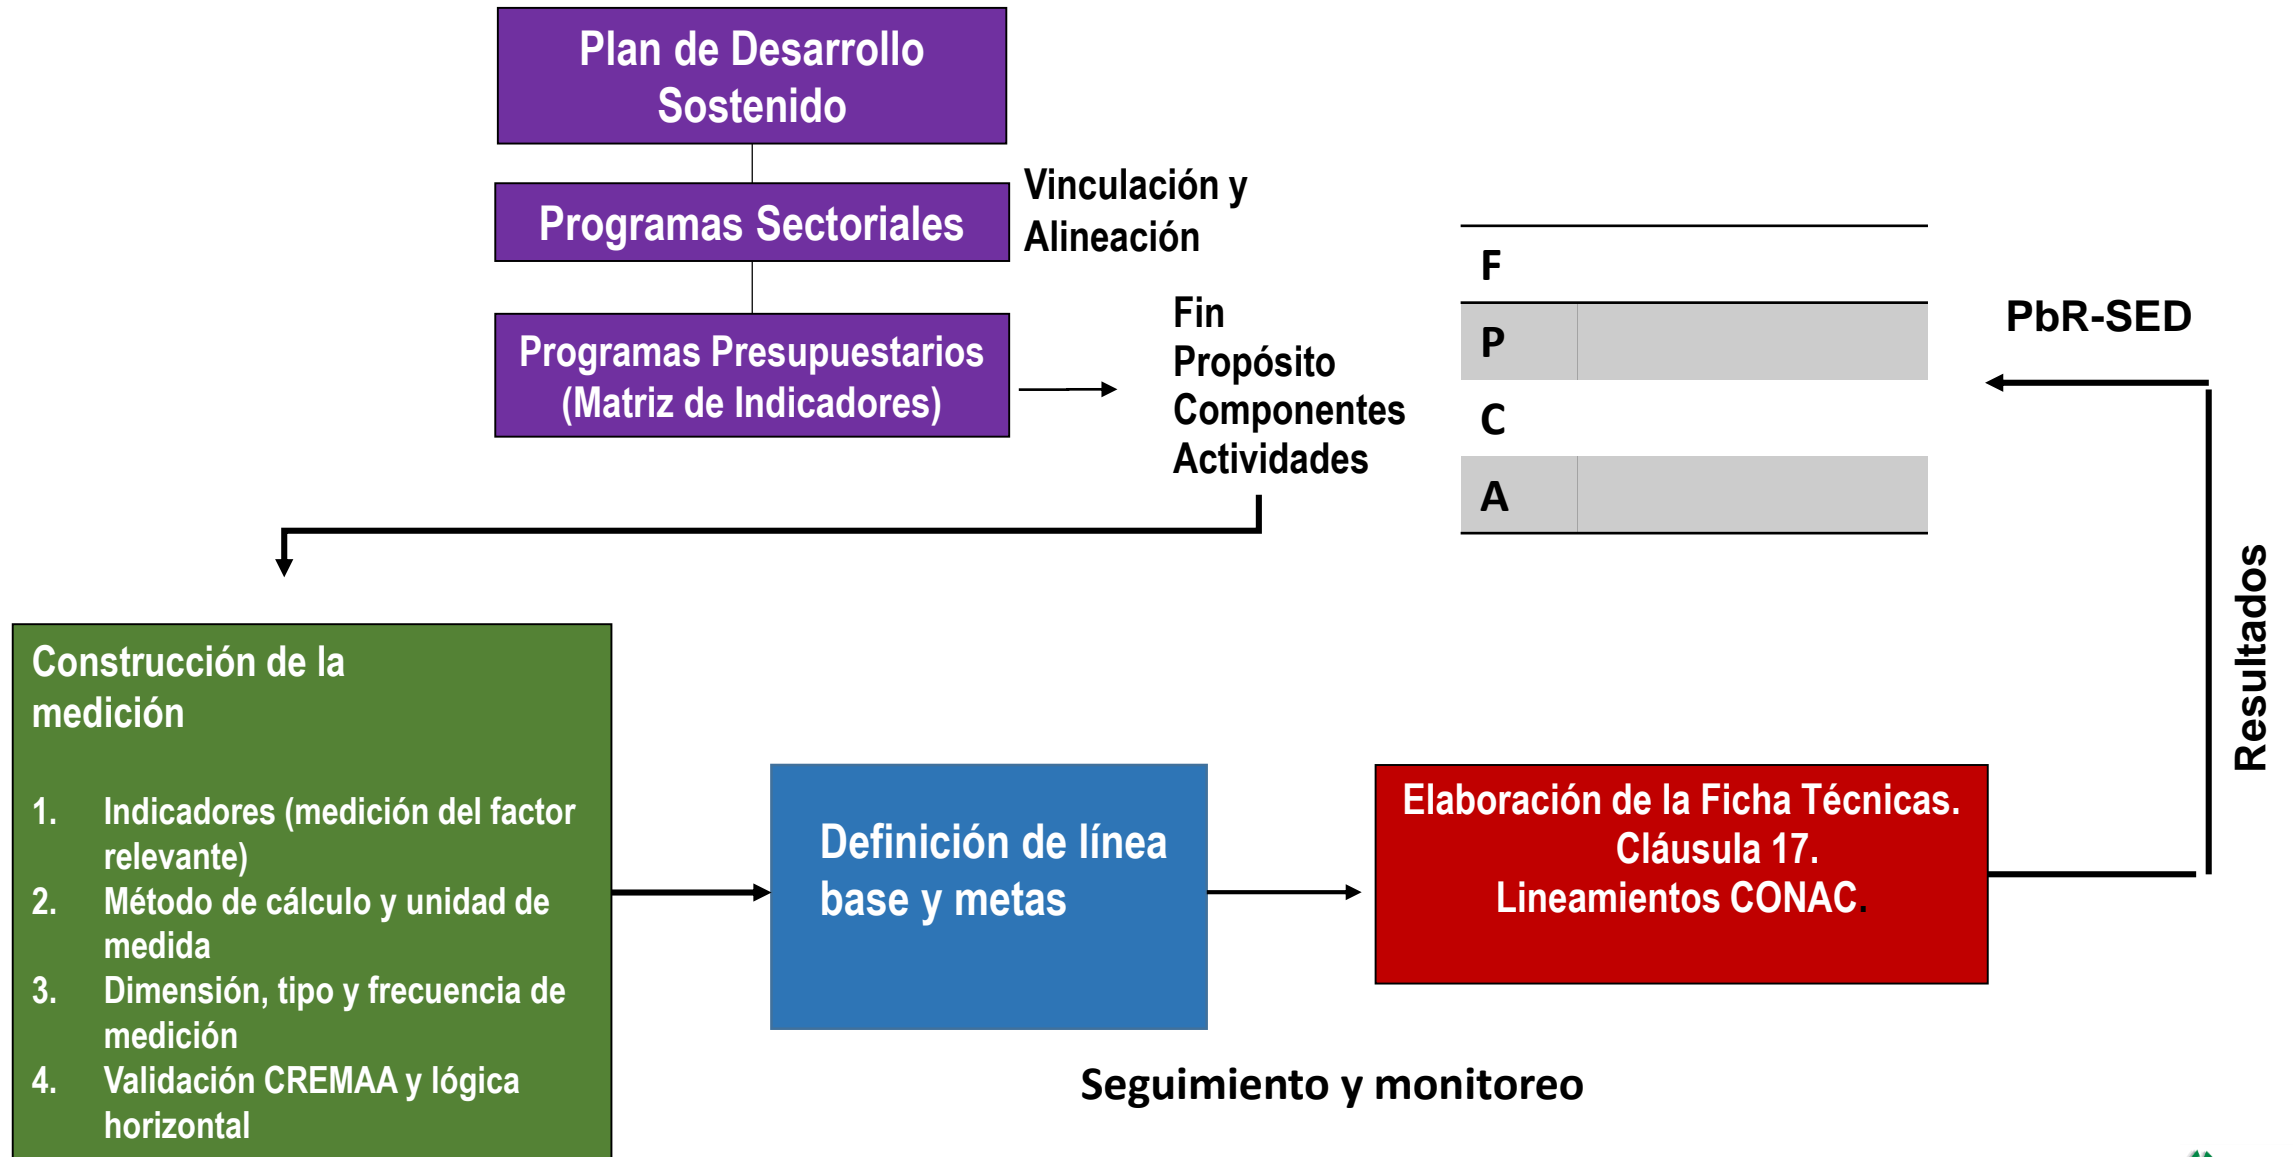 Plan de Desarrollo
Sostenido
Programas Sectoriales
Vinculación y
Alineación
Programas Presupuestarios
(Matriz de Indicadores)
Fin
Propósito
Componentes
Actividades
F
P
C
A
PbR-SED
Resultados
Construcción de la
medición
1. Indicadores (medición del factor
relevante)
2. Método de cálculo y unidad de
medida
3. Dimensión, tipo y frecuencia de
medición
4. Validación CREMAA y lógica
horizontal
Definición de línea
base y metas
Elaboración de la Ficha Técnicas.
Cláusula 17.
Lineamientos CONAC.
Seguimiento y monitoreo